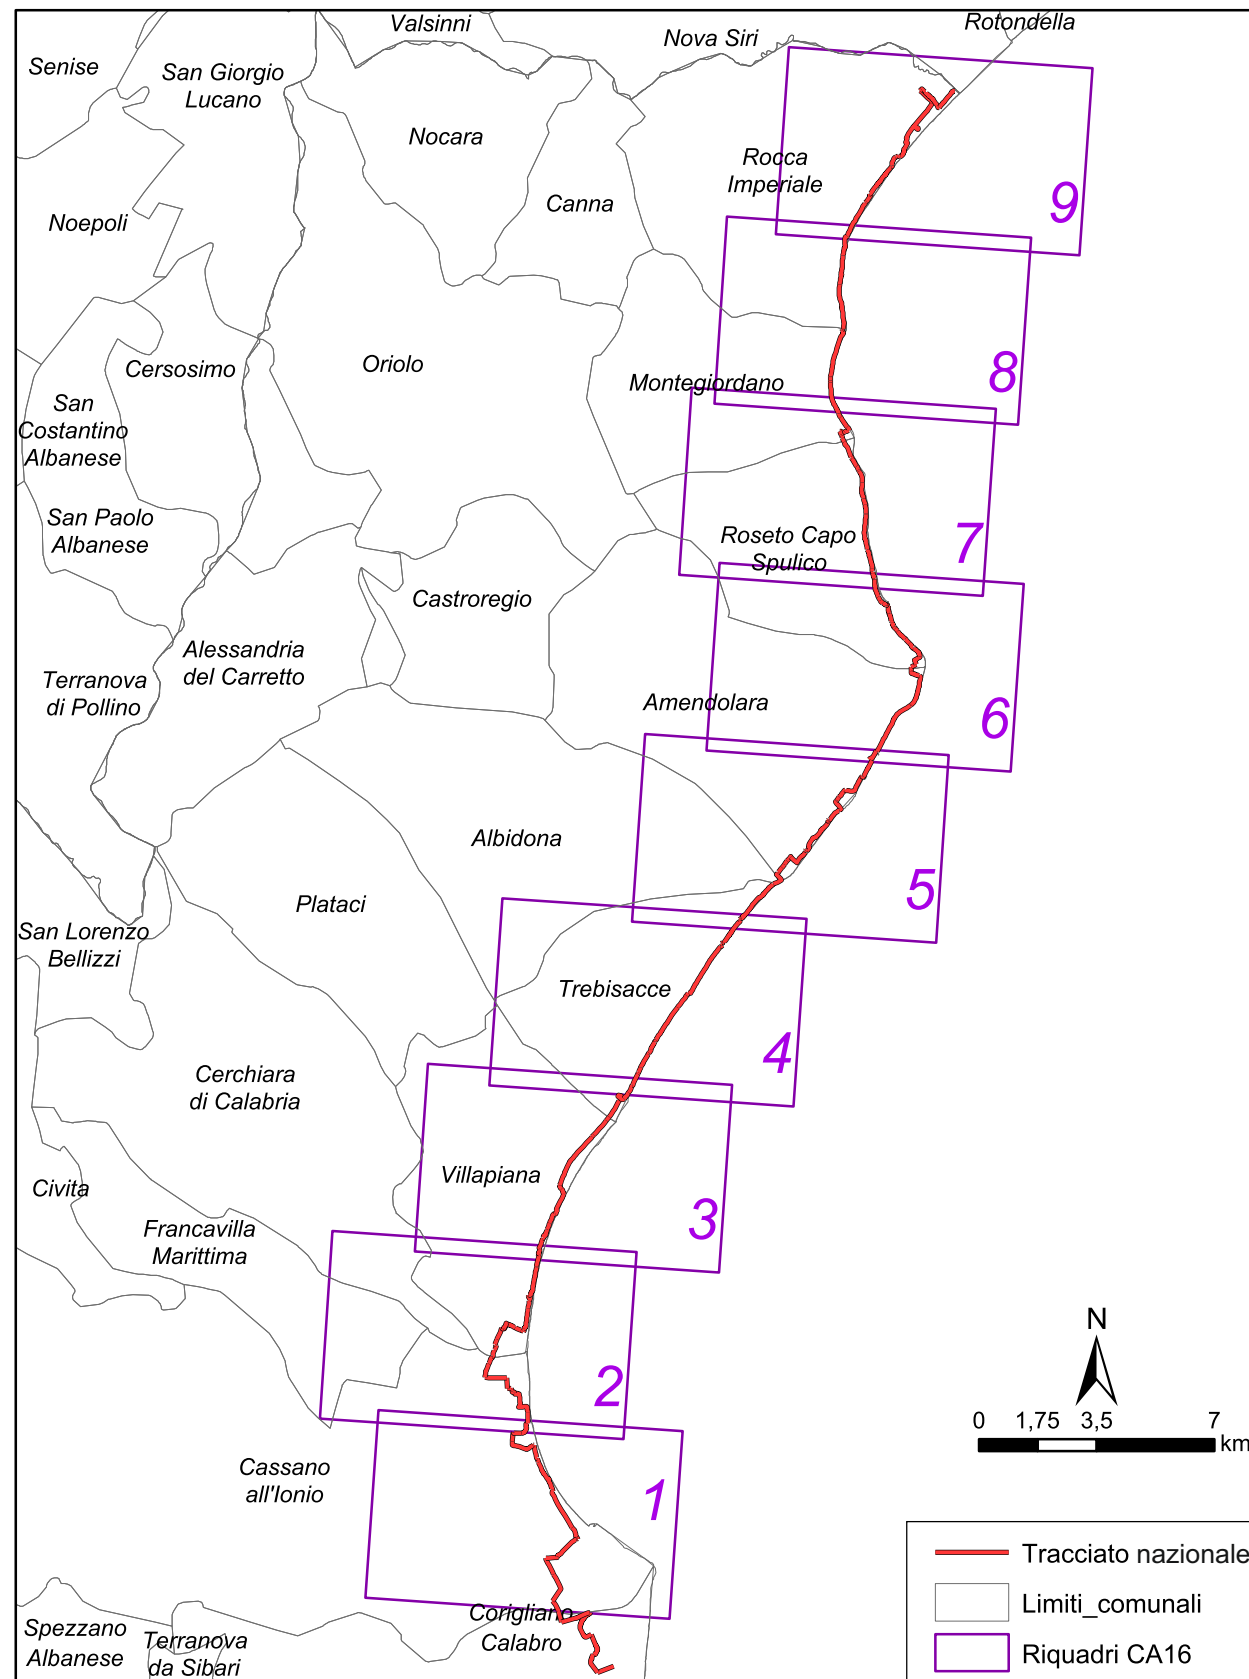 Valsinni
Rotondella
Nova Siri
Senise
San Giorgio
Lucano
Nocara
Rocca
Imperiale
Canna
9
Noepoli
Cersosimo
Oriolo
8
Montegiordano
San
Costantino
Albanese
San Paolo
Albanese
Roseto Capo
Spulico
7
Castroregio
Alessandria
del Carretto
Terranova
di Pollino
Amendolara
6
Albidona
5
Plataci
San Lorenzo
Bellizzi
Trebisacce
4
Cerchiara
di Calabria
Civita
Villapiana
3
Francavilla
Marittima
2
N
0 1,75 3,5 7
km
Cassano
all'Ionio
1
Corigliano
Calabro
Spezzano
Albanese
Terranova
da Sibari
Tracciato nazionale
Limiti_comunali
Riquadri CA16